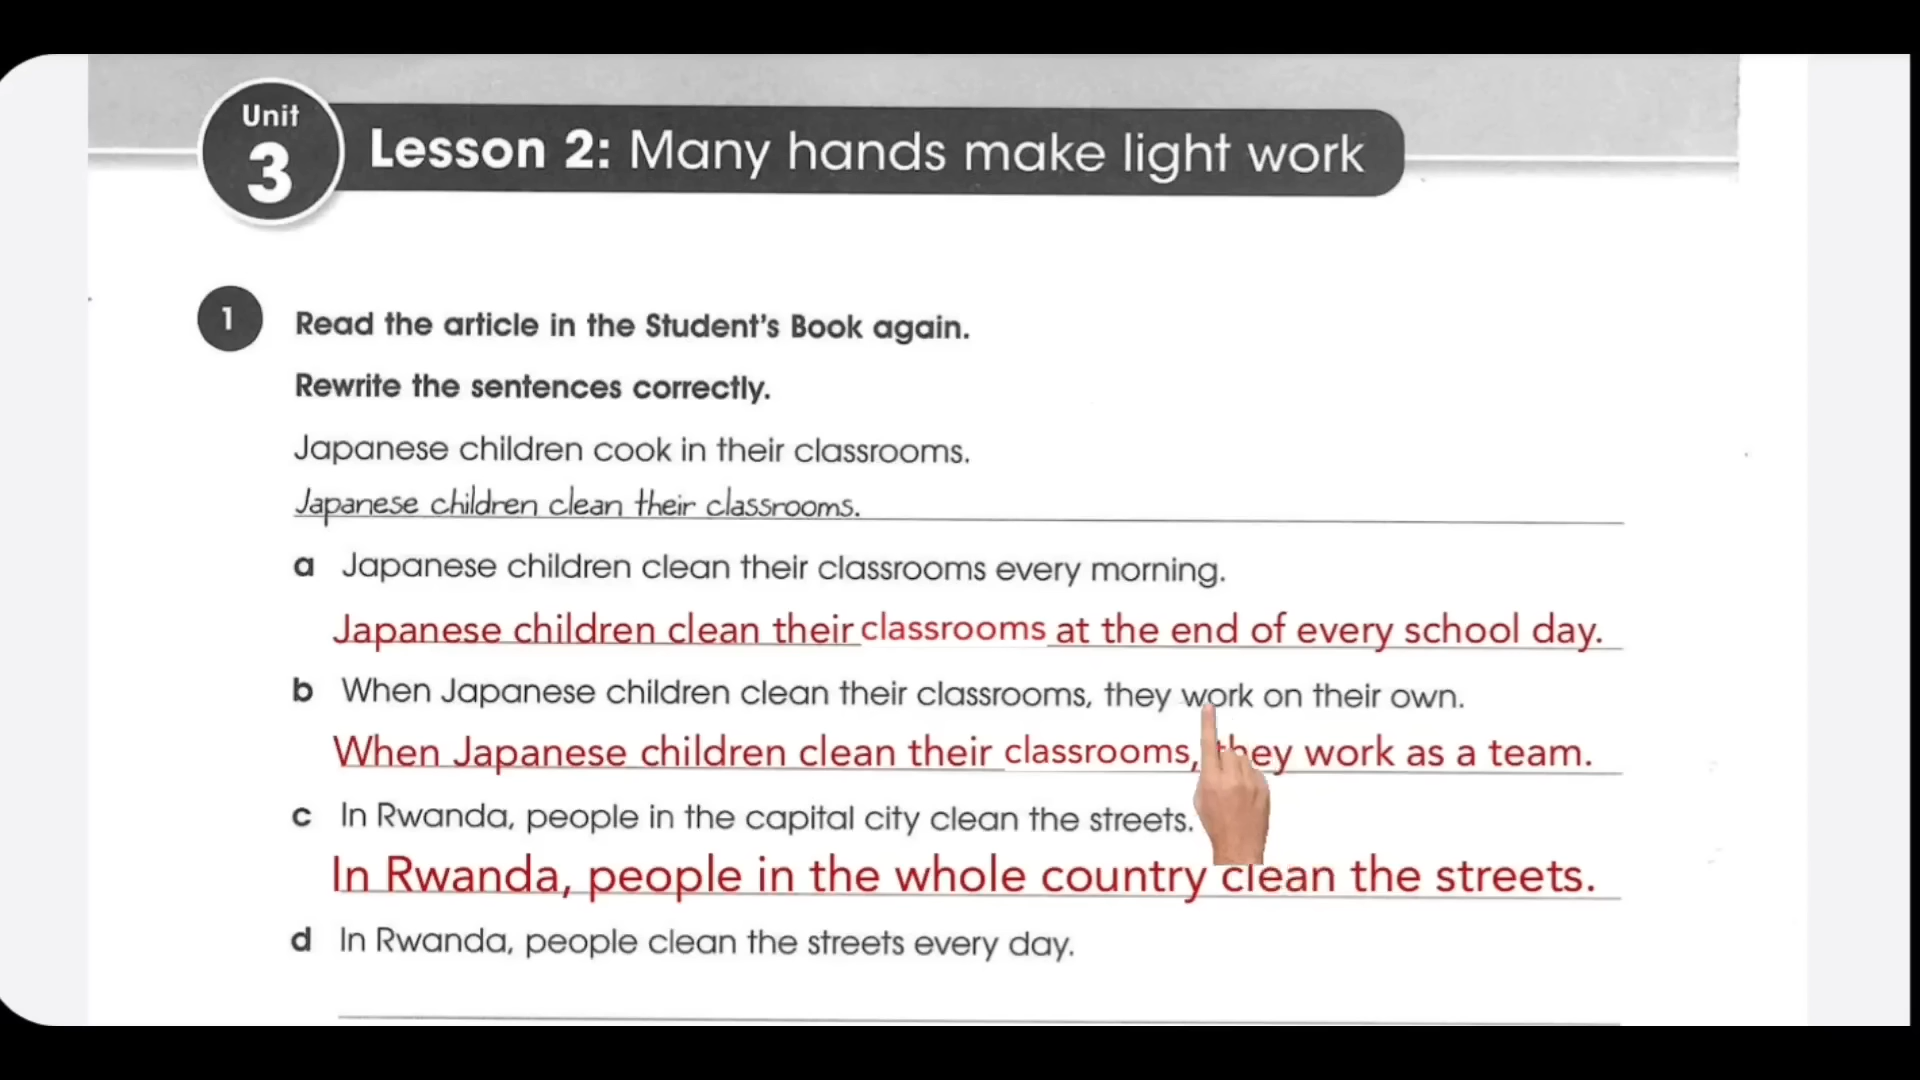 Unit
3
Lesson 2: Many hands make light work
1
Read the article in the Student's Book again.
Rewrite the sentences correctly.
Japanese children cook in their classrooms.
Japanese children clean their classrooms.
a Japanese children clean their classrooms every morning.
Japanese children clean their classrooms at the end of every school day.
b When Japanese children clean their classrooms, they work on their own.
When Japanese children clean their classrooms, they work as a team.
c In Rwanda, people in the capital city clean the streets.
In Rwanda, people in the whole country clean the streets.
d In Rwanda, people clean the streets every day.